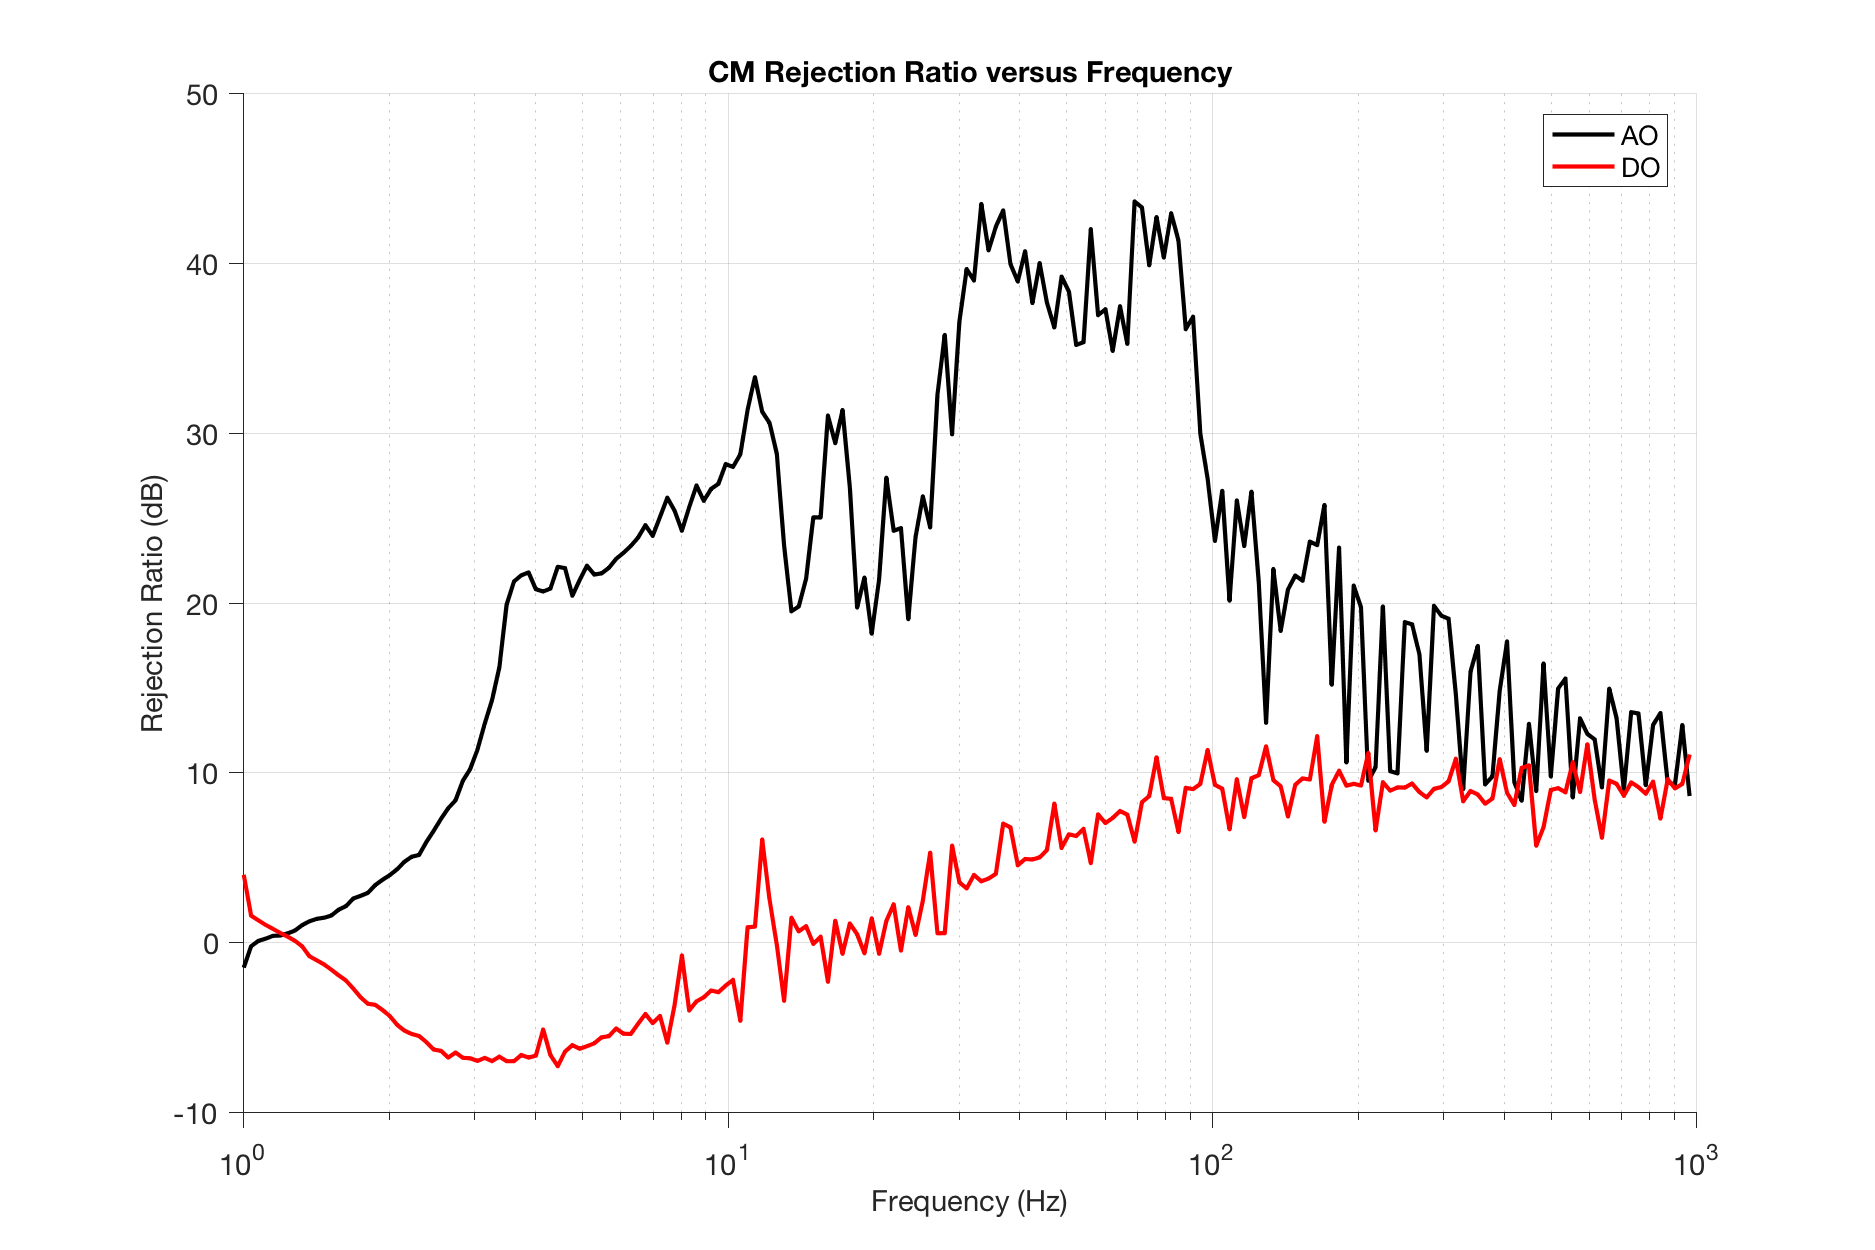 CM Rejection Ratio versus Frequency
50
40
30
20
10
0
-10
Rejection Ratio (dB)
AO
DO
10^0 10^1 10^2 10^3
Frequency (Hz)